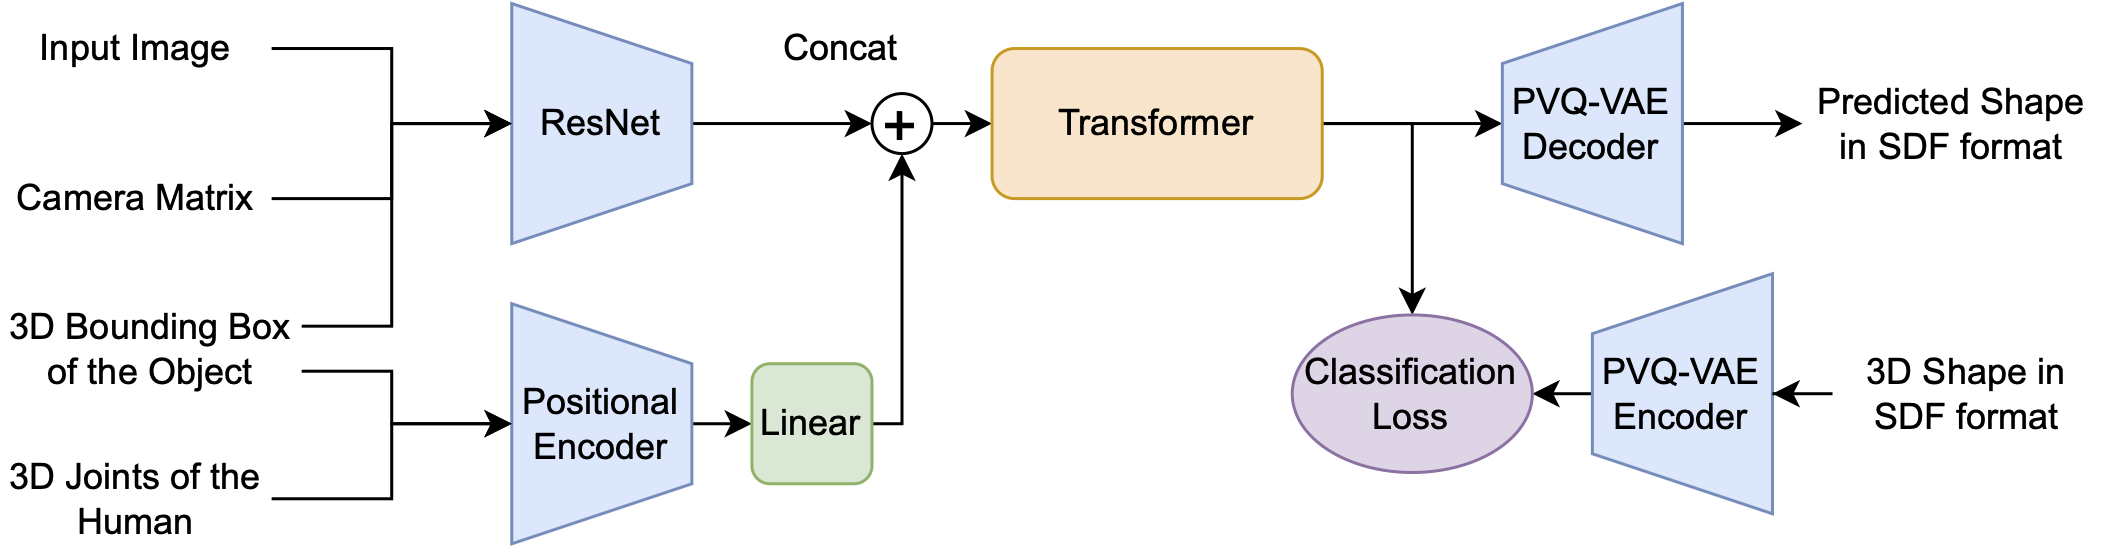 Input Image
Camera Matrix
3D Bounding Box
of the Object
3D Joints of the
Human
ResNet
Positional
Encoder
Linear
Concat
+
Transformer
PVQ-VAE
Decoder
Predicted Shape
in SDF format
Classification
Loss
PVQ-VAE
Encoder
3D Shape in
SDF format